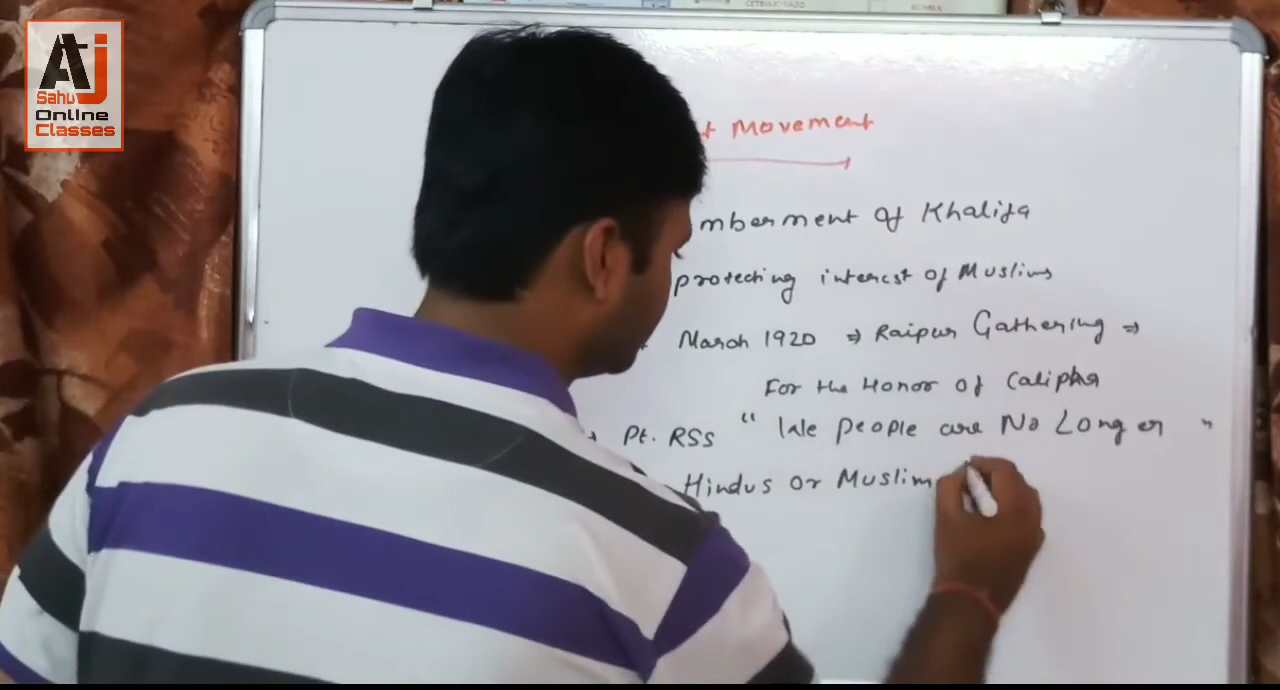 AJ
Sahu
Online
Classes
t Movement
mberment of Khalifa
protecting interest of Muslims
March 1920 ⇒ Raipur Gathering ⇒
For the Honor of Calipha
Pt. RSS " We people are No Longer "
Hindus or Muslim